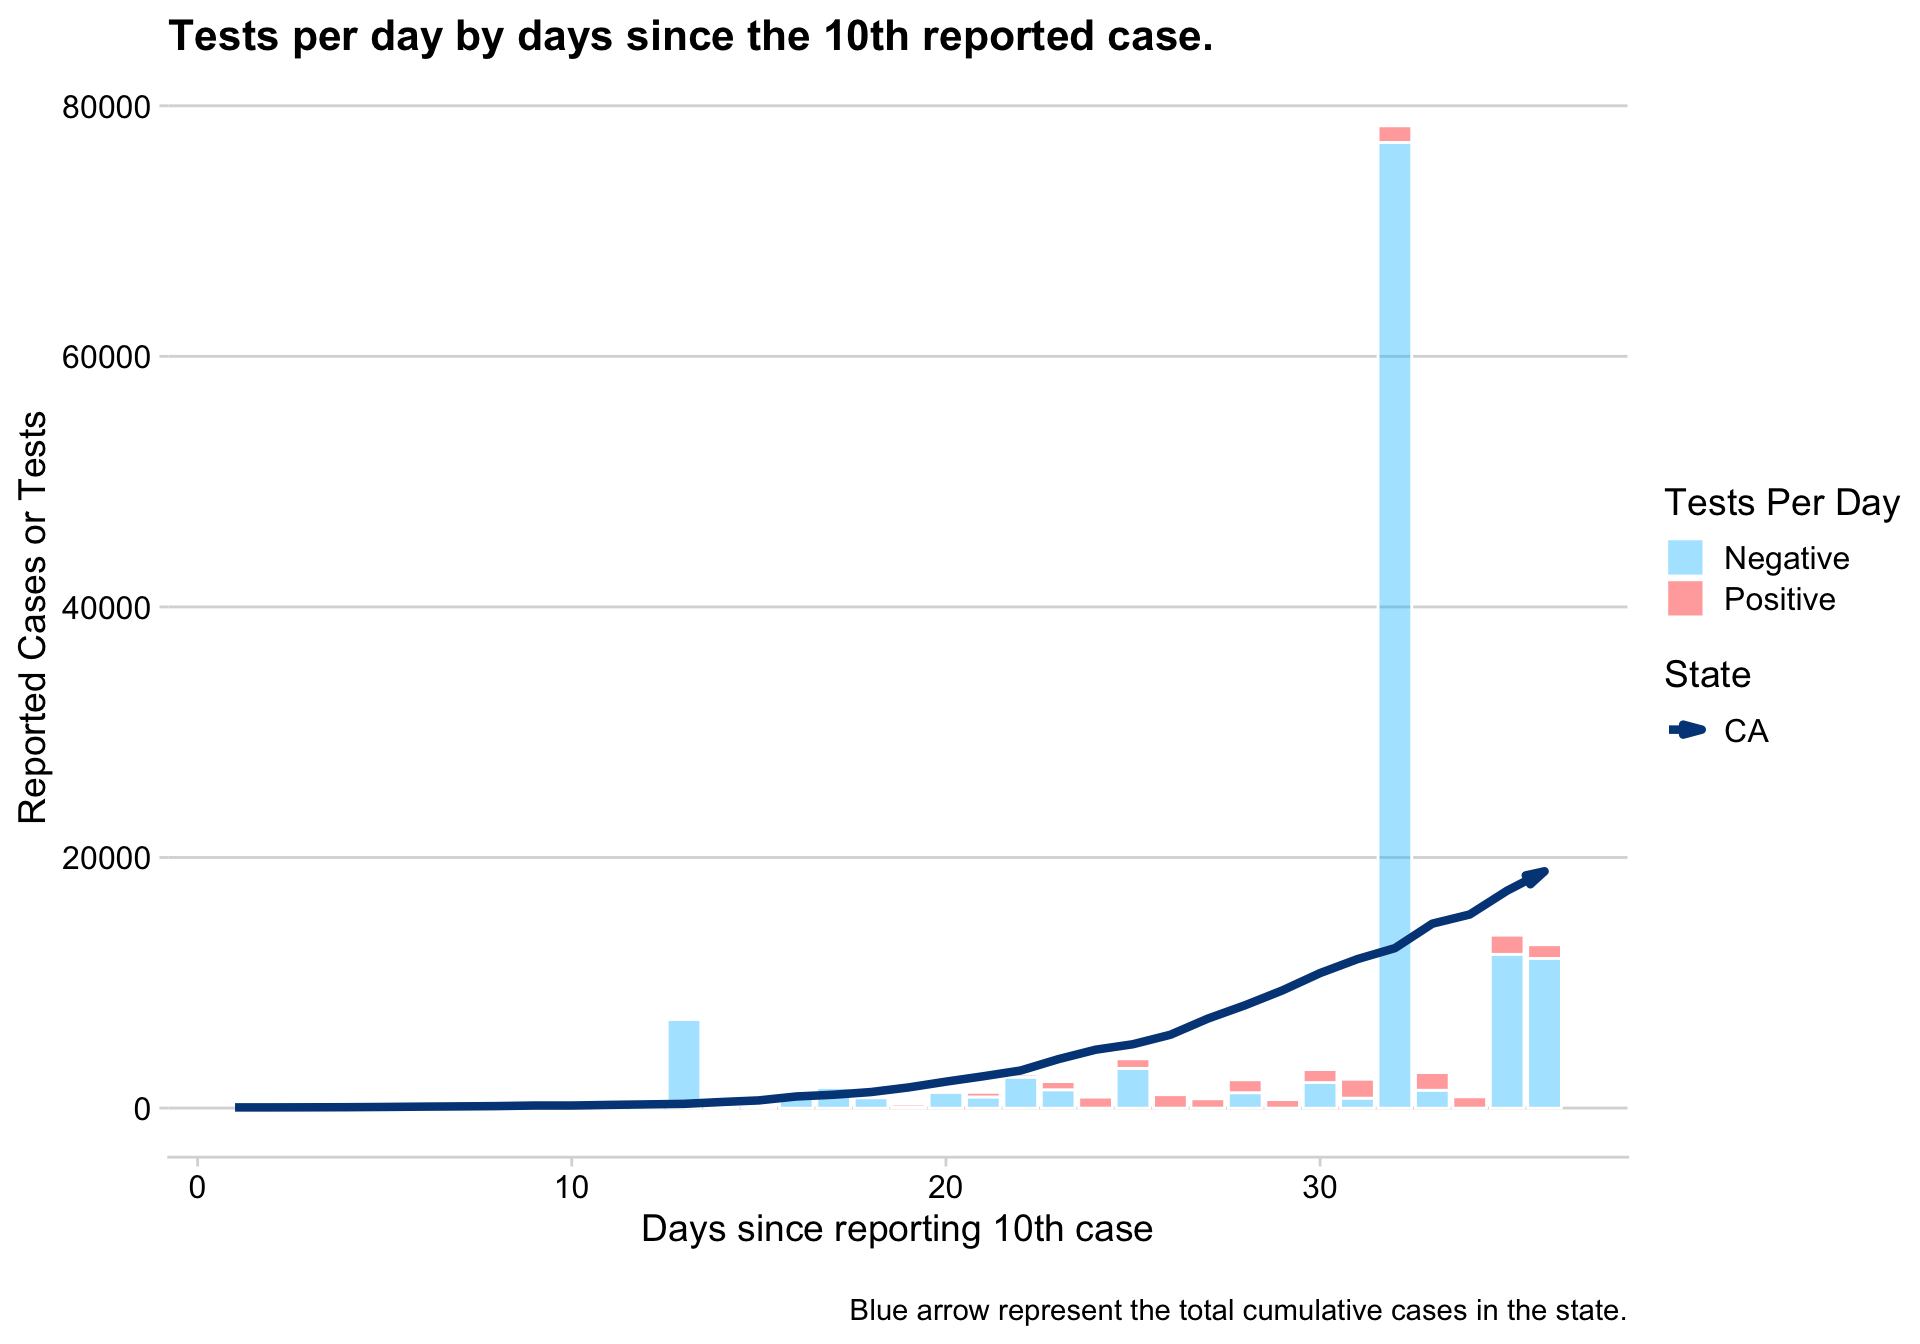 Tests per day by days since the 10th reported case.
80000
60000
40000
20000
0
Reported Cases or Tests
0 10 20 30
Days since reporting 10th case
Tests Per Day
Negative
Positive
State
CA
Blue arrow represent the total cumulative cases in the state.